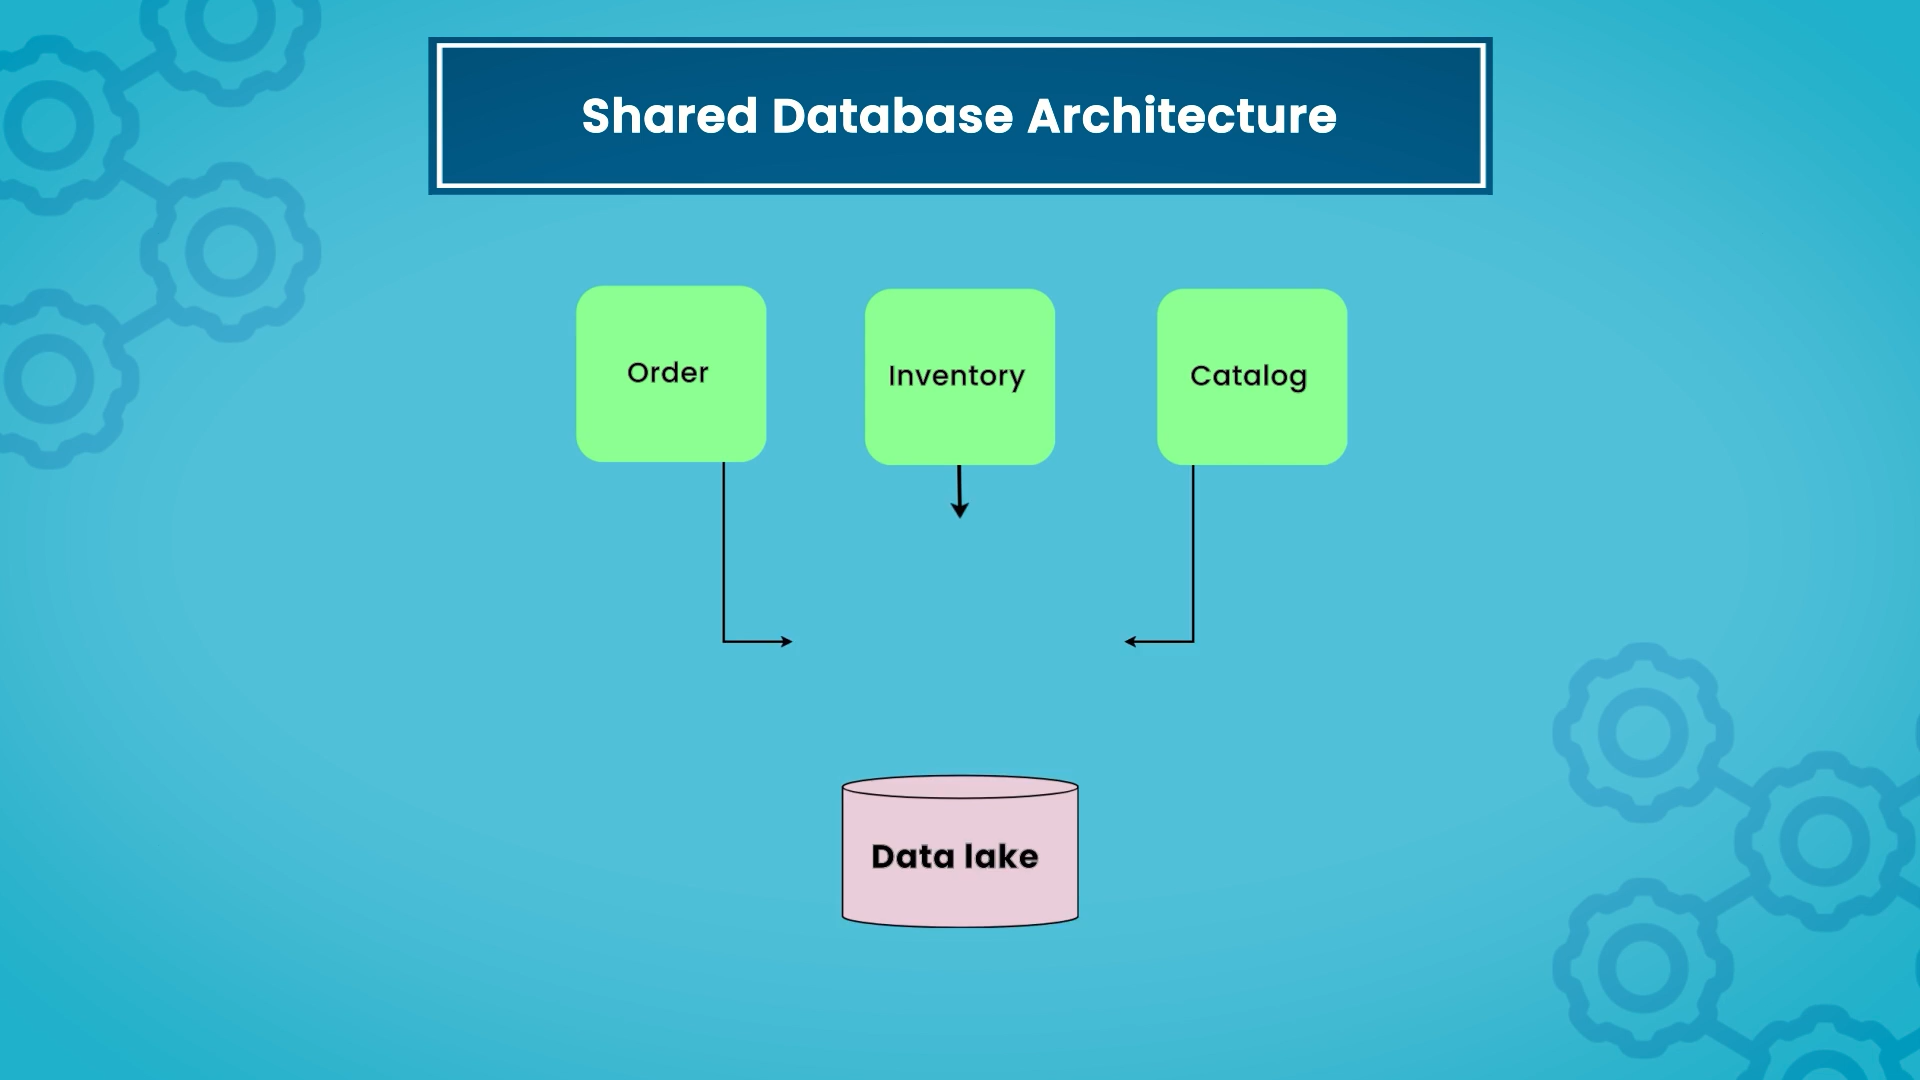 Shared Database Architecture
Order
Inventory
Catalog
Data lake